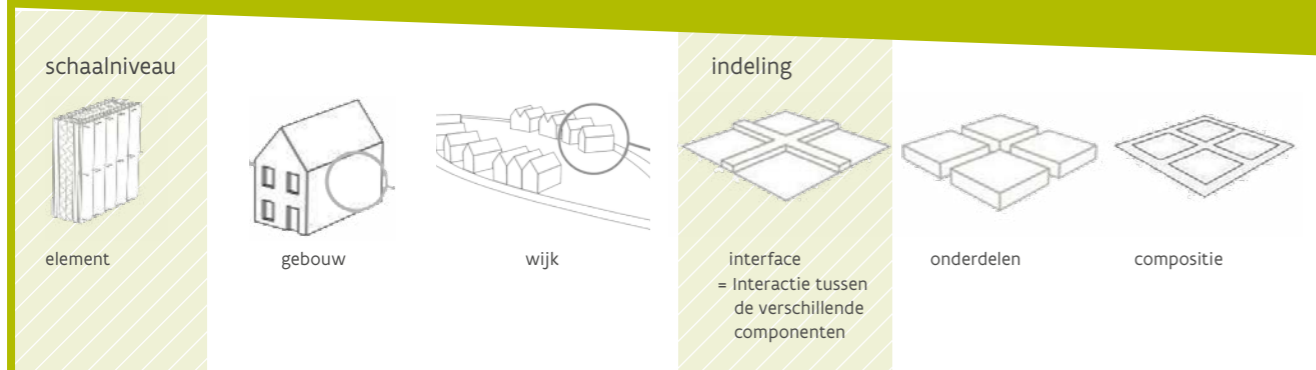 schaalniveau
element
gebouw
wijk
indeling
interface
= Interactie tussen
de verschillende
componenten
onderdelen
compositie